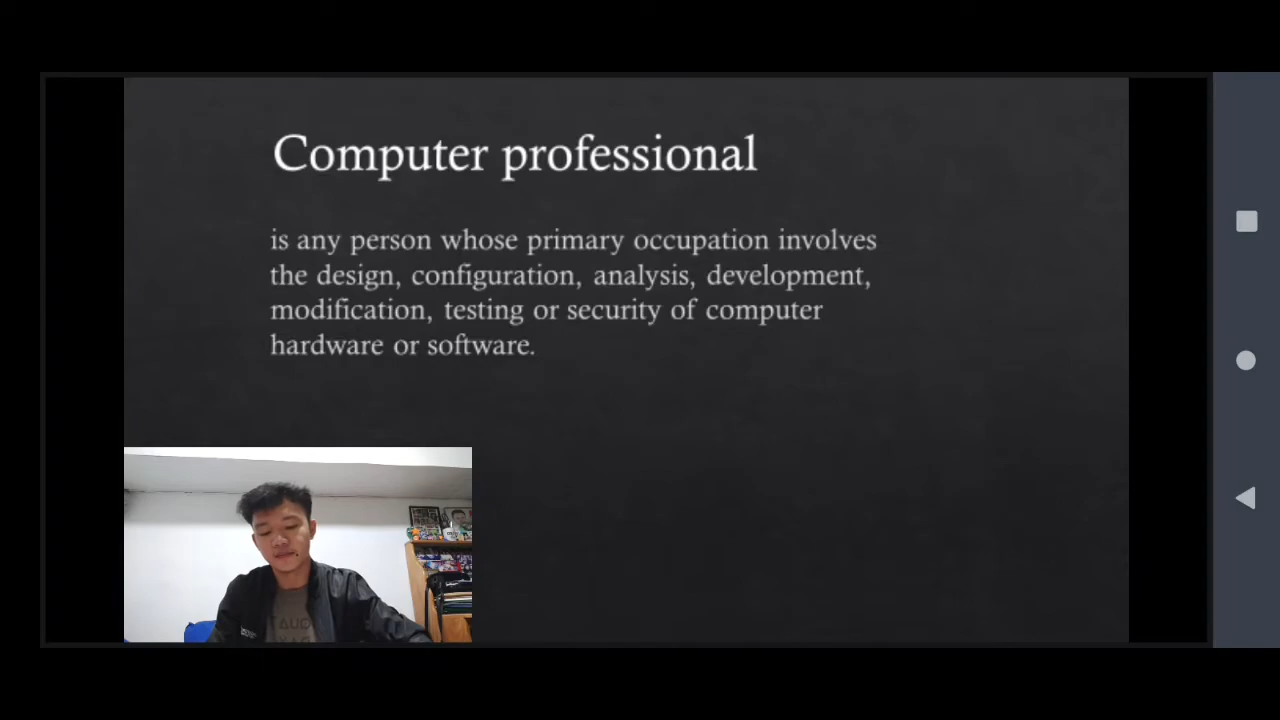 Computer professional
is any person whose primary occupation involves
the design, configuration, analysis, development,
modification, testing or security of computer
hardware or software.